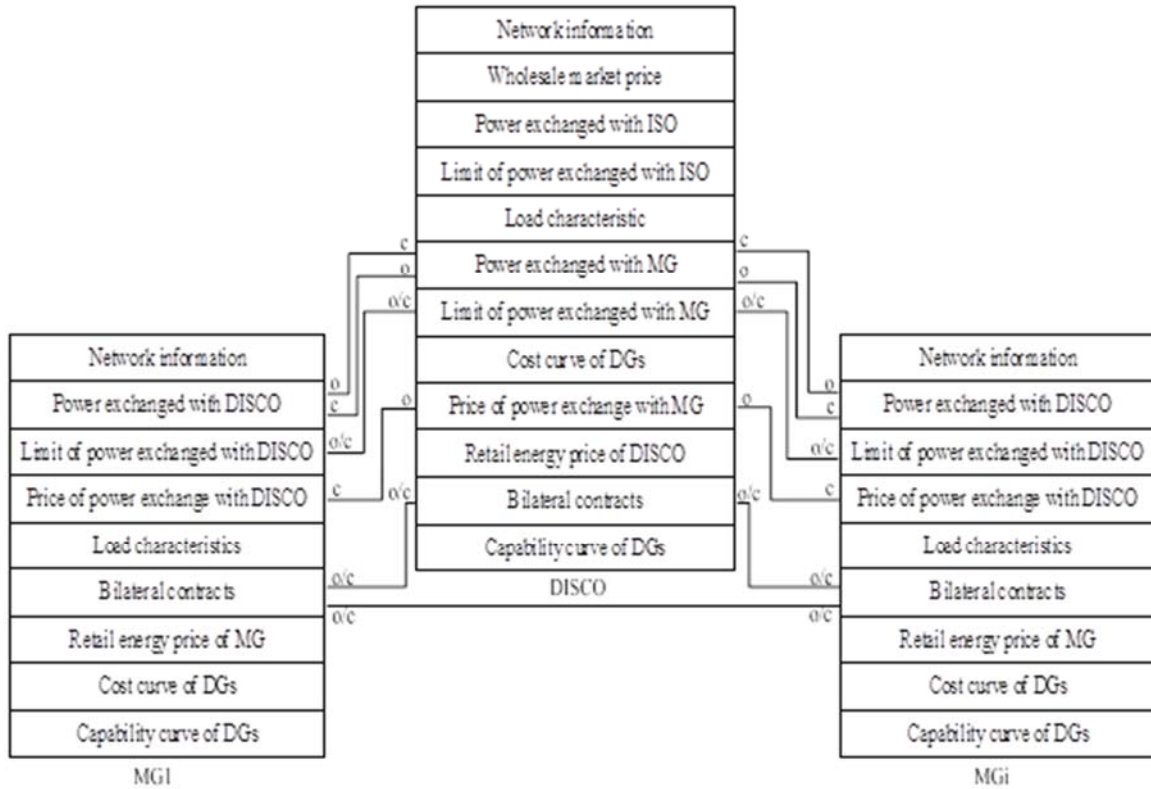 Network information
Wholesale market price
Power exchanged with ISO
Limit of power exchanged with ISO
Load characteristic
Power exchanged with MG
Limit of power exchanged with MG
Cost curve of DGs
Price of power exchange with MG
Retail energy price of DISCO
Bilateral contracts
Capability curve of DGs
DISCO
c
o
o/c
o
o/c
c
o
o/c
o
o/c
Network information
Power exchanged with DISCO
Limit of power exchanged with DISCO
Price of power exchange with DISCO
Load characteristics
Bilateral contracts
Retail energy price of MG
Cost curve of DGs
Capability curve of DGs
MG1
o
c
o/c
c
o/c
o/c
Network information
Power exchanged with DISCO
Limit of power exchanged with DISCO
Price of power exchange with DISCO
Load characteristics
Bilateral contracts
Retail energy price of MG
Cost curve of DGs
Capability curve of DGs
MGi
o
c
o/c
c
o/c
o/c